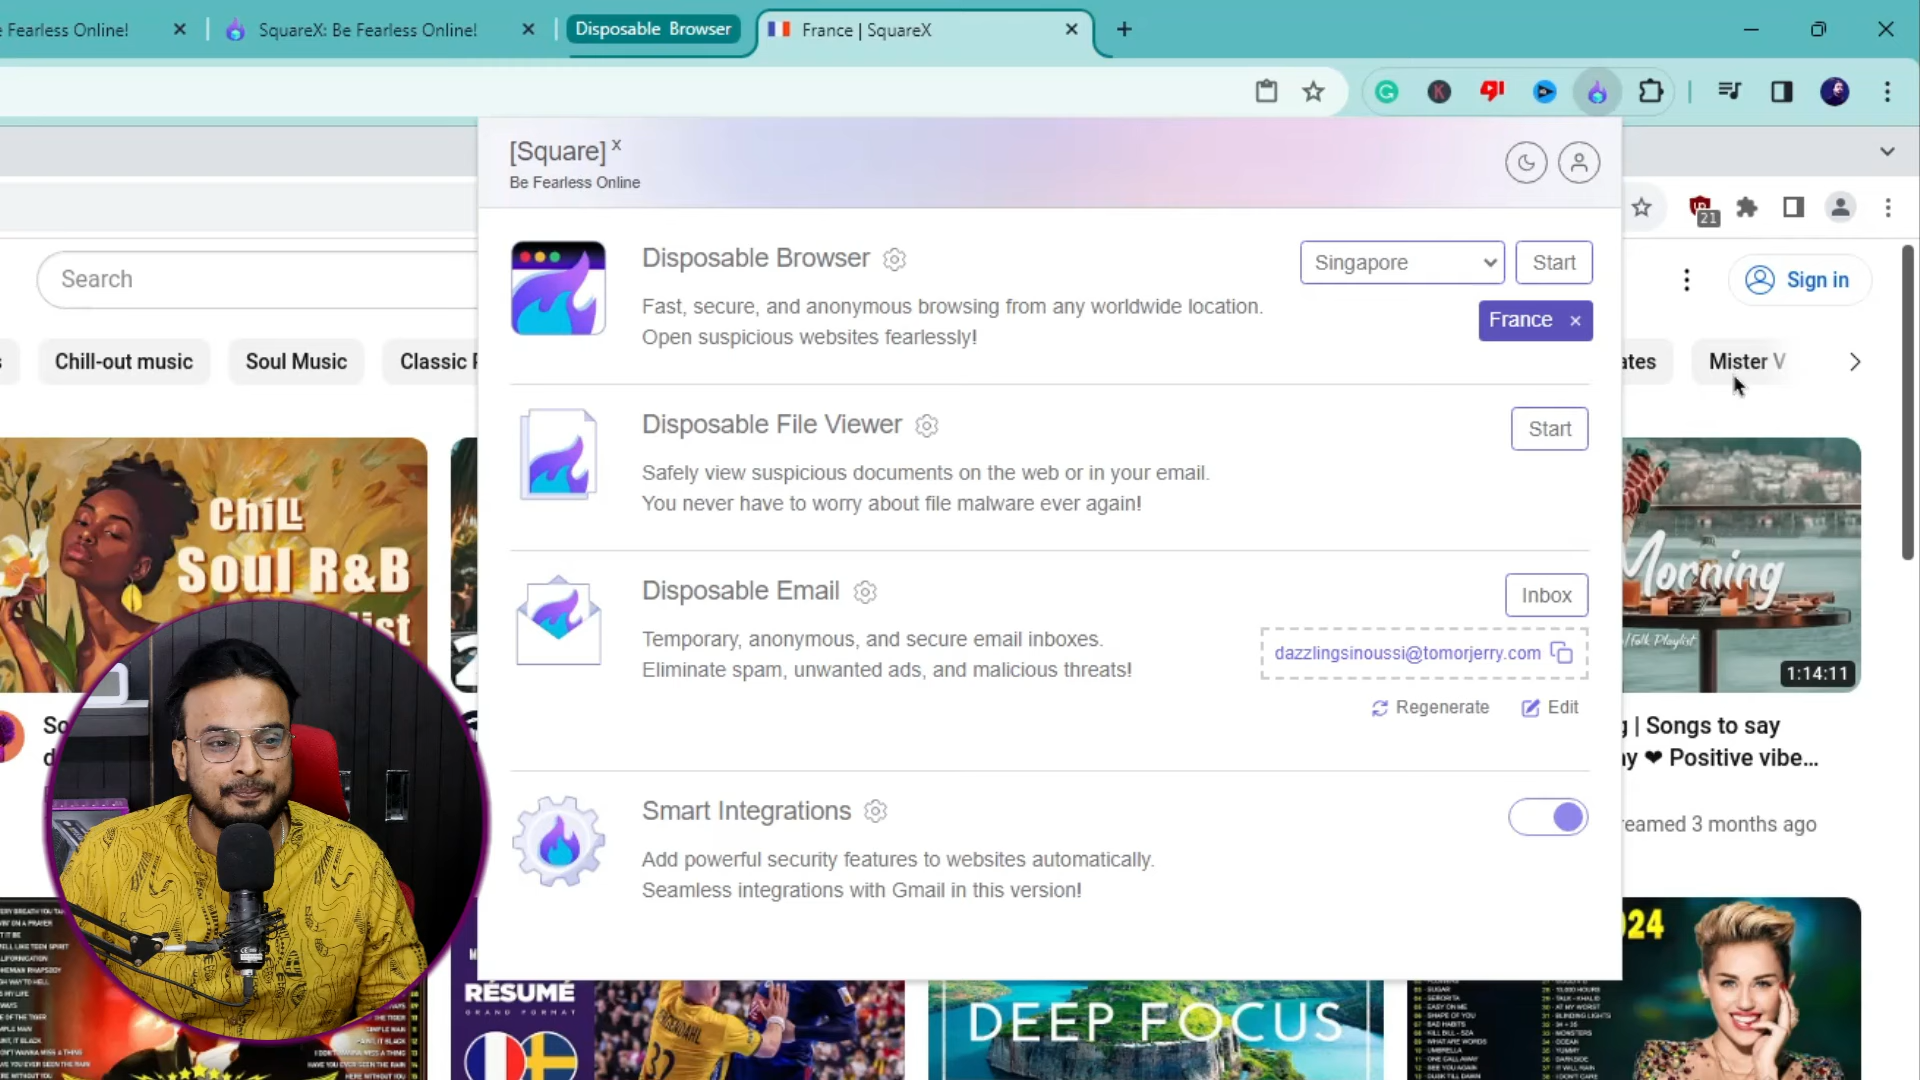 Fearless Online!
SquareX: Be Fearless Online!
Disposable Browser
France | SquareX
[Square] x
Be Fearless Online
21
Search
Sign in
Chill-out music
Soul Music
Classic
Mister V
Disposable Browser
Singapore
Start
Fast, secure, and anonymous browsing from any worldwide location.
Open suspicious websites fearlessly!
France ×
Disposable File Viewer
Start
Safely view suspicious documents on the web or in your email.
You never have to worry about file malware ever again!
Disposable Email
Inbox
Temporary, anonymous, and secure email inboxes.
Eliminate spam, unwanted ads, and malicious threats!
dazzlingsinoussi@tomorjerry.com
Regenerate
Edit
Smart Integrations
Add powerful security features to websites automatically.
Seamless integrations with Gmail in this version!
Chill
Soul R&B
Morning
/Folk Playlist
1:14:11
| Songs to say
❤ Positive vibe...
3 months ago
RÉSUMÉ
GRAND FORMAT
DEEP FOCUS